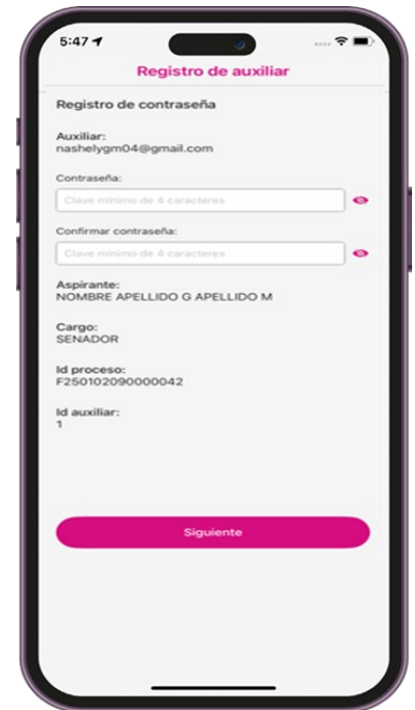 5:47
Registro de auxiliar
Registro de contraseña
Auxiliar:
nashelygm04@gmail.com
Contraseña:
Clave mínimo de 4 caracteres
Confirmar contraseña:
Clave mínimo de 4 caracteres
Aspirante:
NOMBRE APELLIDO G APELLIDO M
Cargo:
SENADOR
Id proceso:
F250102090000042
Id auxiliar:
1
Siguiente